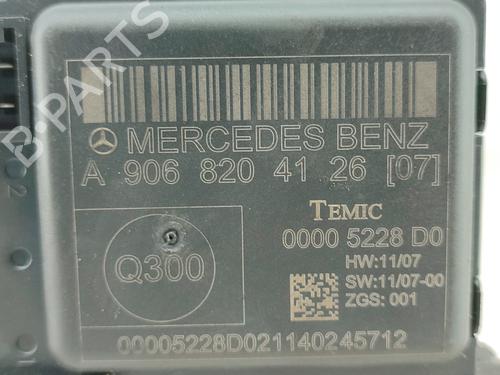 MERCEDES BENZ
A 906 820 41 26 [07]
TEMIC
0000 5228 D0
HW:11/07
SW:11/07-00
ZGS: 001
Q300
00005228D021140245712
B-PARTS
2